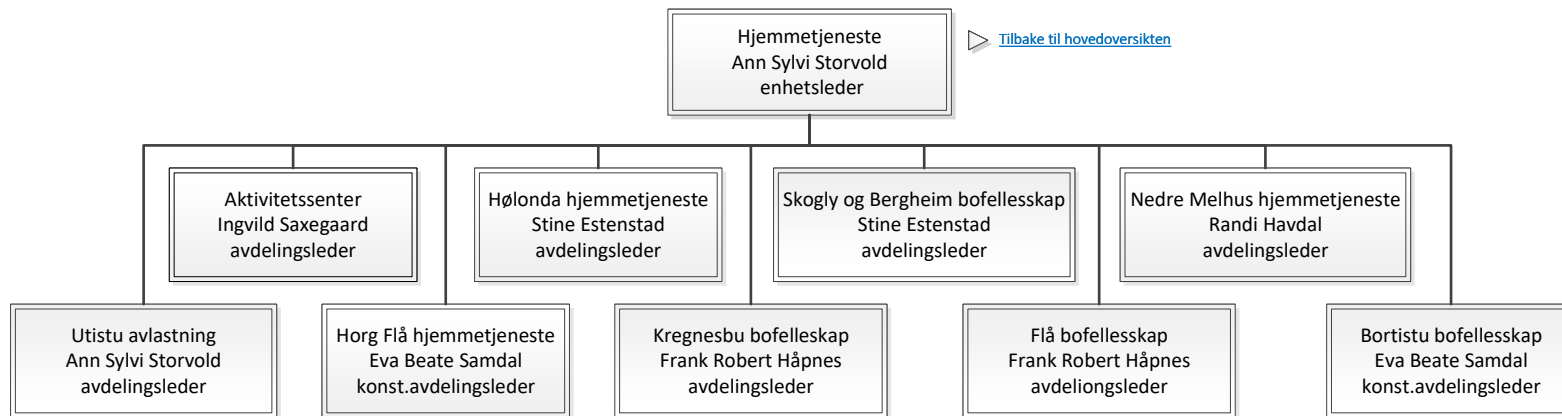 Hjemmetjeneste
Ann Sylvi Storvold
enhetsleder
Tilbake til hovedoversikten
Aktivitetssenter
Ingvild Saxegaard
avdelingsleder
Hølonda hjemmetjeneste
Stine Estenstad
avdelingsleder
Skogly og Bergheim bofellesskap
Stine Estenstad
avdelingsleder
Nedre Melhus hjemmetjeneste
Randi Havdal
avdelingsleder
Utistu avlastning
Ann Sylvi Storvold
avdelingsleder
Horg Flå hjemmetjeneste
Eva Beate Samdal
konst.avdelingsleder
Kregnesbu bofelleskap
Frank Robert Håpnes
avdelingsleder
Flå bofellesskap
Frank Robert Håpnes
avdeliongsleder
Bortistu bofellesskap
Eva Beate Samdal
konst.avdelingsleder